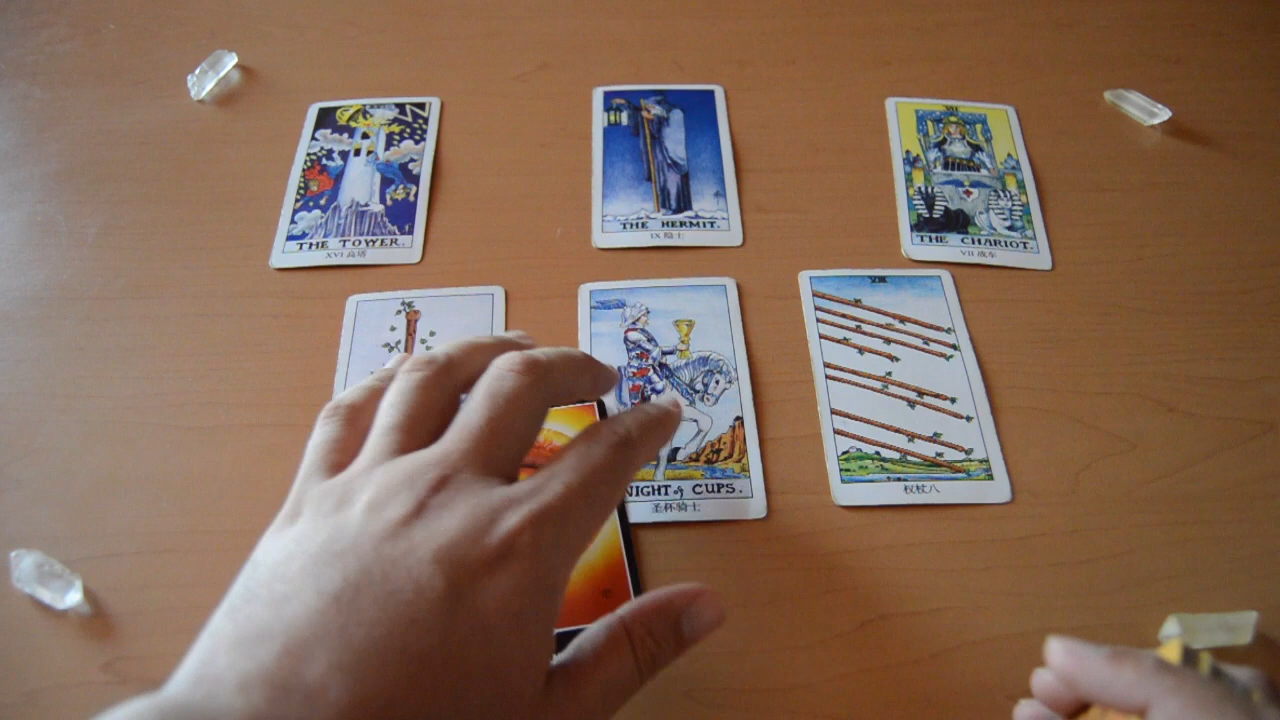 THE TOWER.
XVI 高塔
THE HERMIT.
IX 隐士
VII
THE CHARIOT.
VII 战车
NIGHT of CUPS.
圣杯骑士
VIII
权杖八